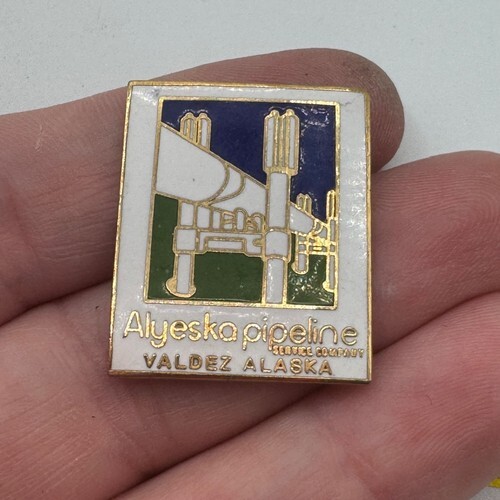 Alyeska pipeline
SERVICE COMPANY
VALDEZ ALASKA